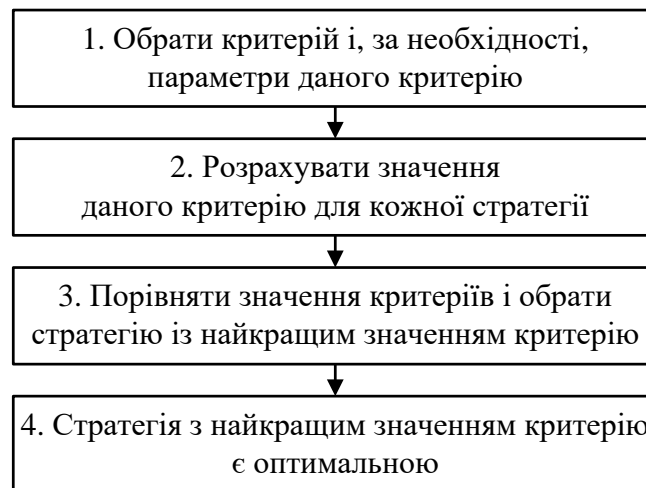 1. Обрати критерій і, за необхідності,
параметри даного критерію
2. Розрахувати значення
даного критерію для кожної стратегії
3. Порівняти значення критеріїв і обрати
стратегію із найкращим значенням критерію
4. Стратегія з найкращим значенням критерію
є оптимальною